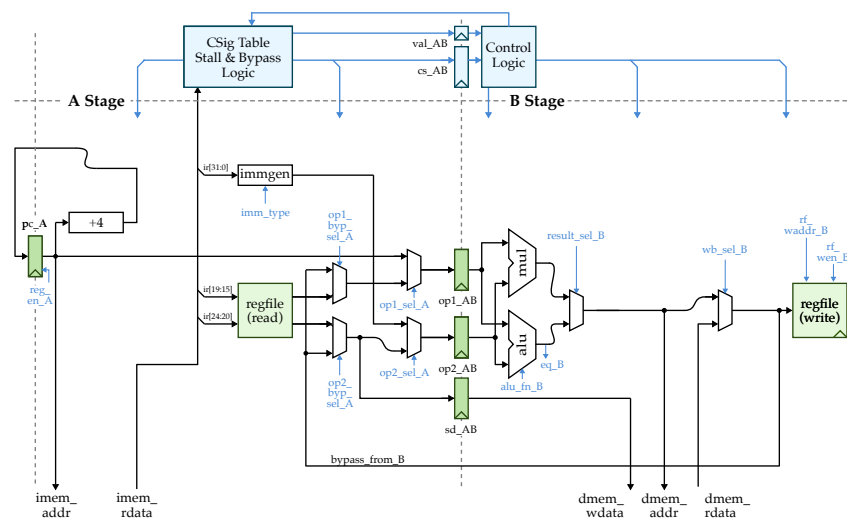 CSig Table
Stall & Bypass
Logic
val_AB
cs_AB
Control
Logic
A Stage
B Stage
ir[31:0]
immgen
imm_type
pc_A
+4
reg_
en_A
op1_
byp_
sel_A
ir[19:15]
ir[24:20]
regfile
(read)
op1_sel_A
op2_
byp_
sel_A
op2_sel_A
op1_AB
op2_AB
sd_AB
mul
alu
alu_fn_B
eq_B
result_sel_B
wb_sel_B
rf_
waddr_B
rf_
wen_B
regfile
(write)
bypass_from_B
imem_
addr
imem_
rdata
dmem_
wdata
dmem_
addr
dmem_
rdata